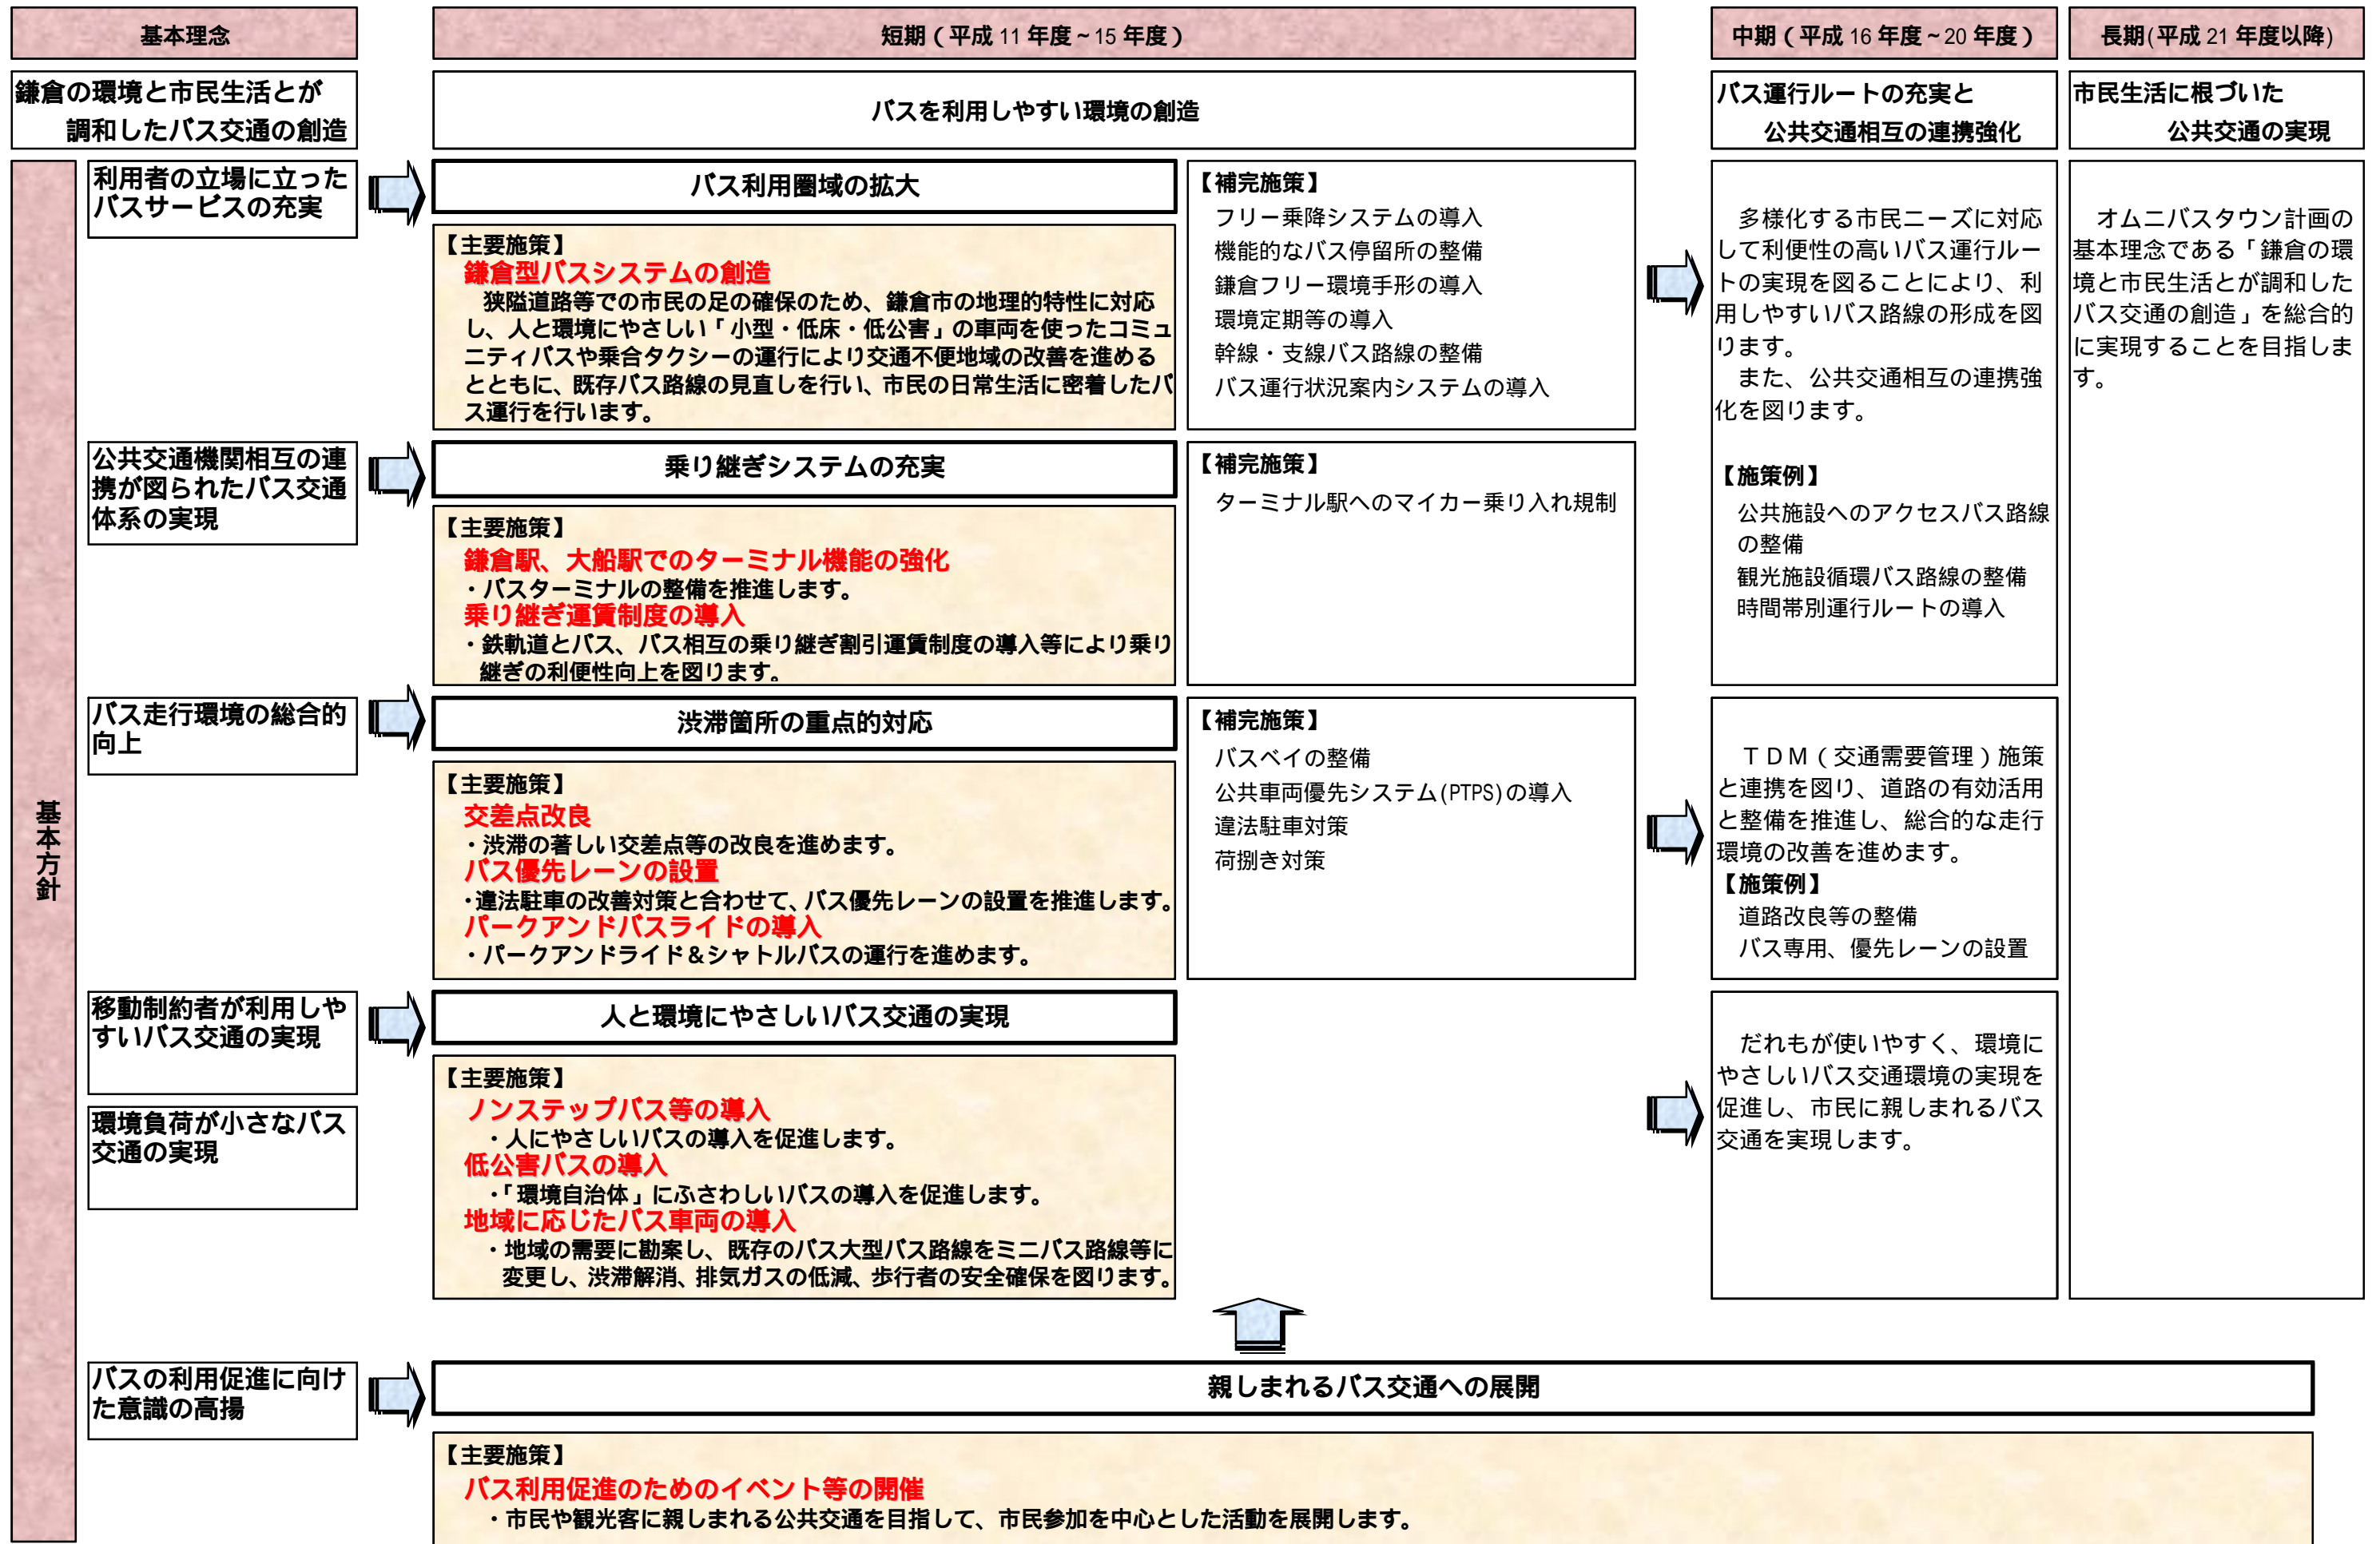 基本理念
短期（平成 11 年度～15 年度）
中期（平成 16 年度～20 年度）
長期(平成 21 年度以降)
鎌倉の環境と市民生活とが
調和したバス交通の創造
バスを利用しやすい環境の創造
バス運行ルートの充実と
公共交通相互の連携強化
市民生活に根づいた
公共交通の実現
基本方針
利用者の立場に立った
バスサービスの充実
バス利用圏域の拡大
【主要施策】
鎌倉型バスシステムの創造
狭隘道路等での市民の足の確保のため、鎌倉市の地理的特性に対応
し、人と環境にやさしい「小型・低床・低公害」の車両を使ったコミュ
ニティバスや乗合タクシーの運行により交通不便地域の改善を進める
とともに、既存バス路線の見直しを行い、市民の日常生活に密着したバ
ス運行を行います。
【補完施策】
フリー乗降システムの導入
機能的なバス停留所の整備
鎌倉フリー環境手形の導入
環境定期等の導入
幹線・支線バス路線の整備
バス運行状況案内システムの導入
多様化する市民ニーズに対応
して利便性の高いバス運行ルー
トの実現を図ることにより、利
用しやすいバス路線の形成を図
ります。
また、公共交通相互の連携強
化を図ります。
【施策例】
公共施設へのアクセスバス路線
の整備
観光施設循環バス路線の整備
時間帯別運行ルートの導入
オムニバスタウン計画の
基本理念である「鎌倉の環
境と市民生活とが調和した
バス交通の創造」を総合的
に実現することを目指しま
す。
公共交通機関相互の連
携が図られたバス交通
体系の実現
乗り継ぎシステムの充実
【主要施策】
鎌倉駅、大船駅でのターミナル機能の強化
・バスターミナルの整備を推進します。
乗り継ぎ運賃制度の導入
・鉄軌道とバス、バス相互の乗り継ぎ割引運賃制度の導入等により乗り
継ぎの利便性向上を図ります。
【補完施策】
ターミナル駅へのマイカー乗り入れ規制
バス走行環境の総合的
向上
渋滞箇所の重点的対応
【主要施策】
交差点改良
・渋滞の著しい交差点等の改良を進めます。
バス優先レーンの設置
・違法駐車の改善対策と合わせて、バス優先レーンの設置を推進します。
パークアンドバスライドの導入
・パークアンドライド＆シャトルバスの運行を進めます。
【補完施策】
バスベイの整備
公共車両優先システム(PTPS)の導入
違法駐車対策
荷捌き対策
ＴＤＭ（交通需要管理）施策
と連携を図り、道路の有効活用
と整備を推進し、総合的な走行
環境の改善を進めます。
【施策例】
道路改良等の整備
バス専用、優先レーンの設置
移動制約者が利用しや
すいバス交通の実現
環境負荷が小さなバス
交通の実現
人と環境にやさしいバス交通の実現
【主要施策】
ノンステップバス等の導入
・人にやさしいバスの導入を促進します。
低公害バスの導入
・「環境自治体」にふさわしいバスの導入を促進します。
地域に応じたバス車両の導入
・地域の需要に勘案し、既存のバス大型バス路線をミニバス路線等に
変更し、渋滞解消、排気ガスの低減、歩行者の安全確保を図ります。
だれもが使いやすく、環境に
やさしいバス交通環境の実現を
促進し、市民に親しまれるバス
交通を実現します。
バスの利用促進に向け
た意識の高揚
親しまれるバス交通への展開
【主要施策】
バス利用促進のためのイベント等の開催
・市民や観光客に親しまれる公共交通を目指して、市民参加を中心とした活動を展開します。